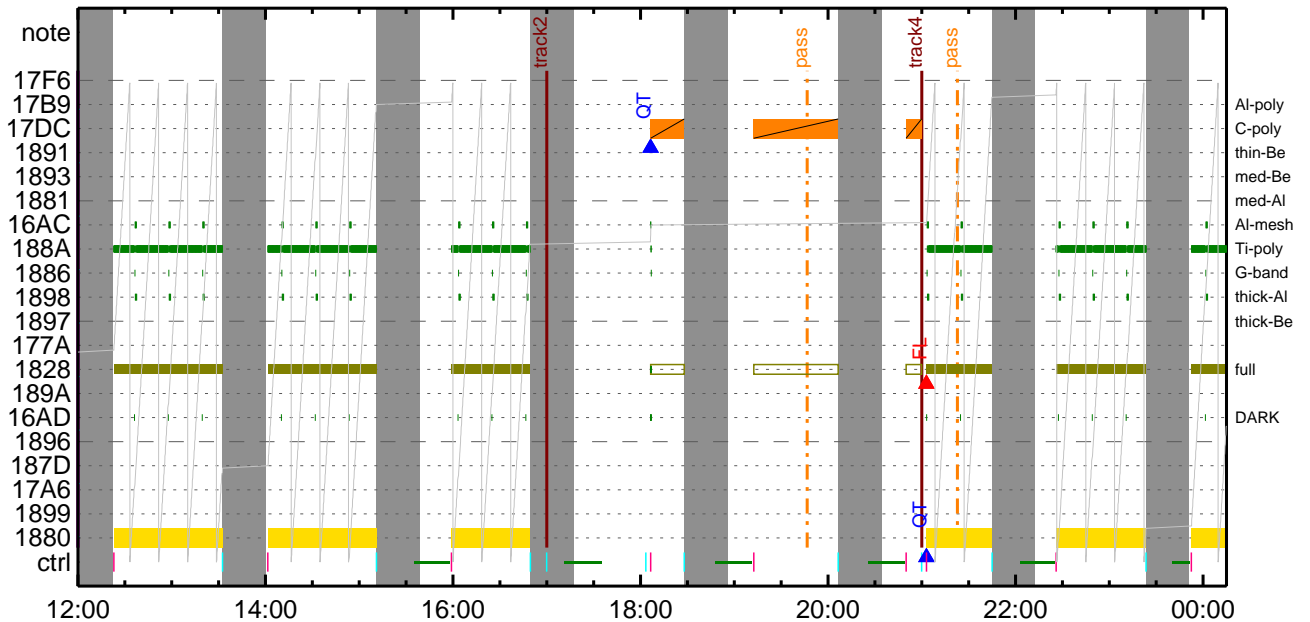 note
track2
pass
track4
pass
17F6
17B9
QT
Al-poly
17DC
C-poly
1891
thin-Be
1893
med-Be
1881
med-Al
16AC
Al-mesh
188A
Ti-poly
1886
G-band
1898
thick-Al
1897
thick-Be
177A
FL
1828
full
189A
16AD
DARK
1896
187D
17A6
1899
QT
1880
ctrl
12:00 14:00 16:00 18:00 20:00 22:00 00:00